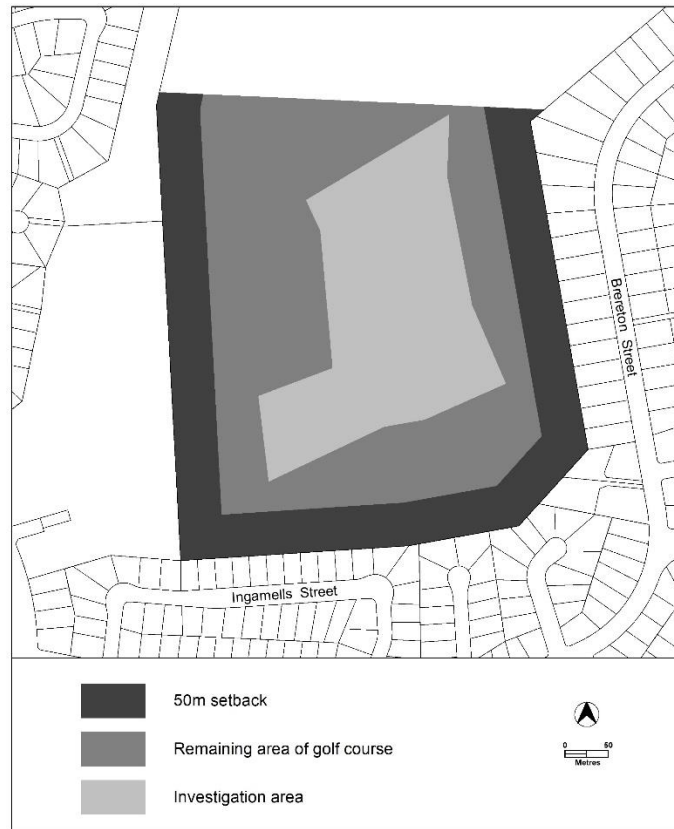 Brereton Street
Ingamells Street
50m setback
Remaining area of golf course
Investigation area
0 50
Metres